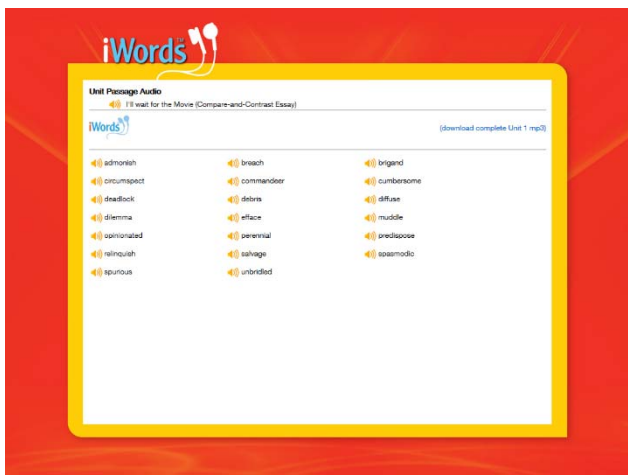 iWords™
Unit Passage Audio
I'll wait for the Movie (Compare-and-Contrast Essay)
iWords
(download complete Unit 1 mp3)
admonish breach brigand
circumspect commandeer cumbersome
deadlock debris diffuse
dilemma efface muddle
opinionated perennial predispose
relinquish salvage spasmodic
spurious unbridled